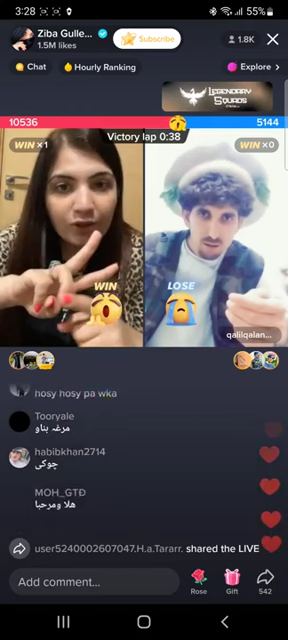 3:28
55%
Ziba Gulle...
1.5M likes
Subscribe
1.8K
Chat
Hourly Ranking
Explore >
LEGENDARY
SQUADS
10536
5144
Victory lap 0:38
WIN ×1
WIN ×0
WIN
LOSE
qalilqalan...
hosy hosy pa wka
Tooryale
مرغه بناو
habibkhan2714
چوکی
MOH_GTĐ
هلا ومرحبا
user5240002607047.H.a.Tararr. shared the LIVE
Add comment...
Rose
Gift
542